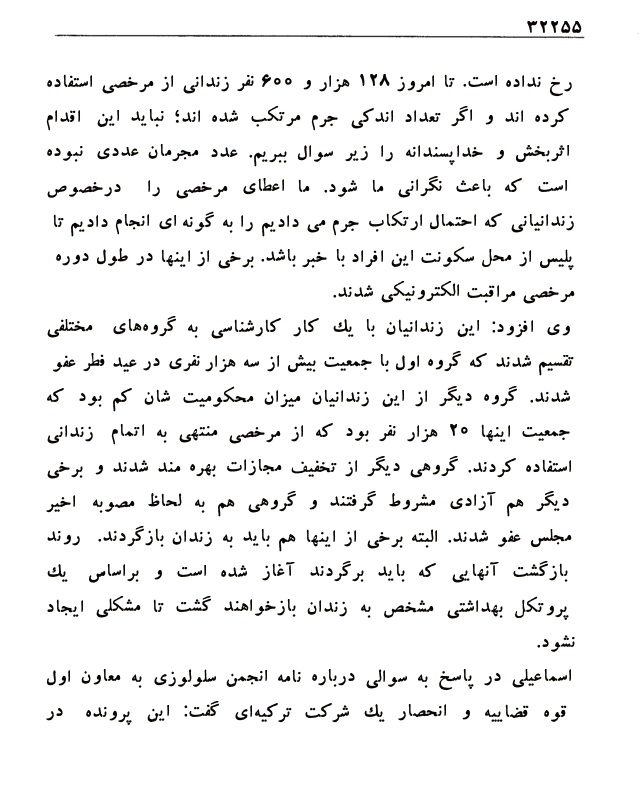 ۳۲۲۵۵
رخ نداده است. تا امروز ۱۲۸ هزار و ۶۰۰ نفر زندانی از مرخصی استفاده
کرده اند و اگر تعداد اندکی جرم مرتکب شده اند؛ نباید این اقدام
اثربخش و خداپسندانه را زیر سوال ببریم. عدد مجرمان عددی نبوده
است که باعث نگرانی ما شود. ما اعطای مرخصی را درخصوص
زندانیانی که احتمال ارتکاب جرم می دادیم را به گونه ای انجام دادیم تا
پلیس از محل سکونت این افراد با خبر باشد. برخی از اینها در طول دوره
مرخصی مراقبت الکترونیکی شدند.
وی افزود: این زندانیان با یك کار کارشناسی به گروه‌های مختلفی
تقسیم شدند که گروه اول با جمعیت بیش از سه هزار نفری در عید فطر عفو
شدند. گروه دیگر از این زندانیان میزان محکومیت شان کم بود که
جمعیت اینها ۲۰ هزار نفر بود که از مرخصی منتهی به اتمام زندانی
استفاده کردند. گروهی دیگر از تخفیف مجازات بهره مند شدند و برخی
دیگر هم آزادی مشروط گرفتند و گروهی هم به لحاظ مصوبه اخیر
مجلس عفو شدند. البته برخی از اینها هم باید به زندان بازگردند. روند
بازگشت آنهایی که باید برگردند آغاز شده است و براساس یك
پروتکل بهداشتی مشخص به زندان بازخواهند گشت تا مشکلی ایجاد
نشود.
اسماعیلی در پاسخ به سوالی درباره نامه انجمن سلولوزی به معاون اول
قوه قضاییه و انحصار یك شرکت ترکیه‌ای گفت: این پرونده در